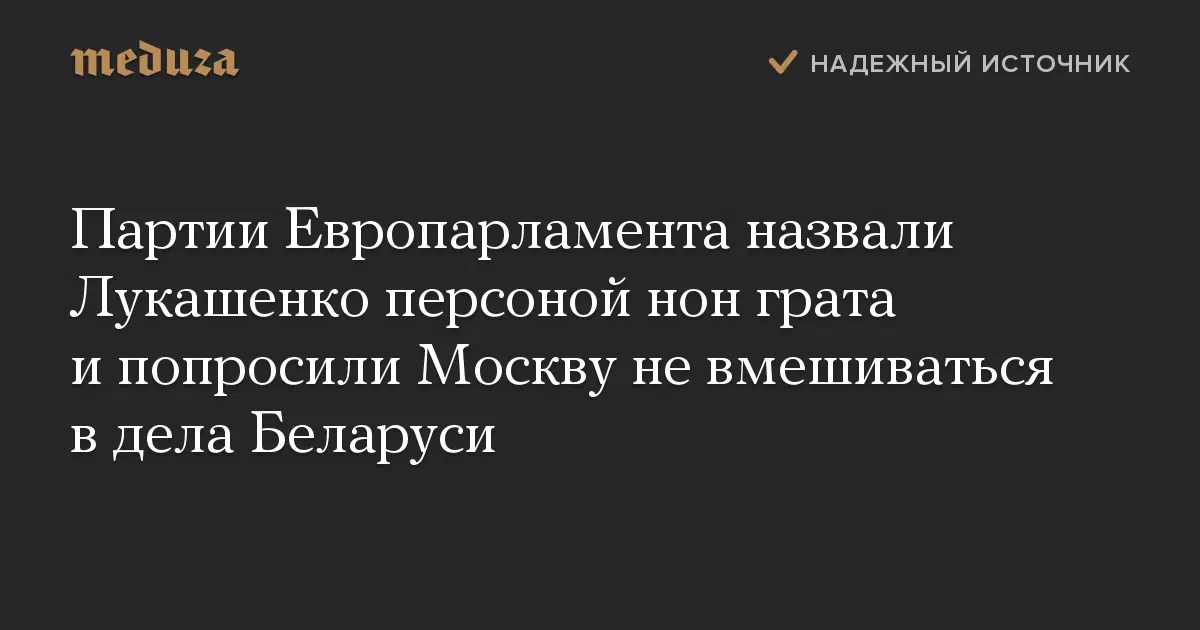 meduza
НАДЕЖНЫЙ ИСТОЧНИК
Партии Европарламента назвали
Лукашенко персоной нон грата
и попросили Москву не вмешиваться
в дела Беларуси